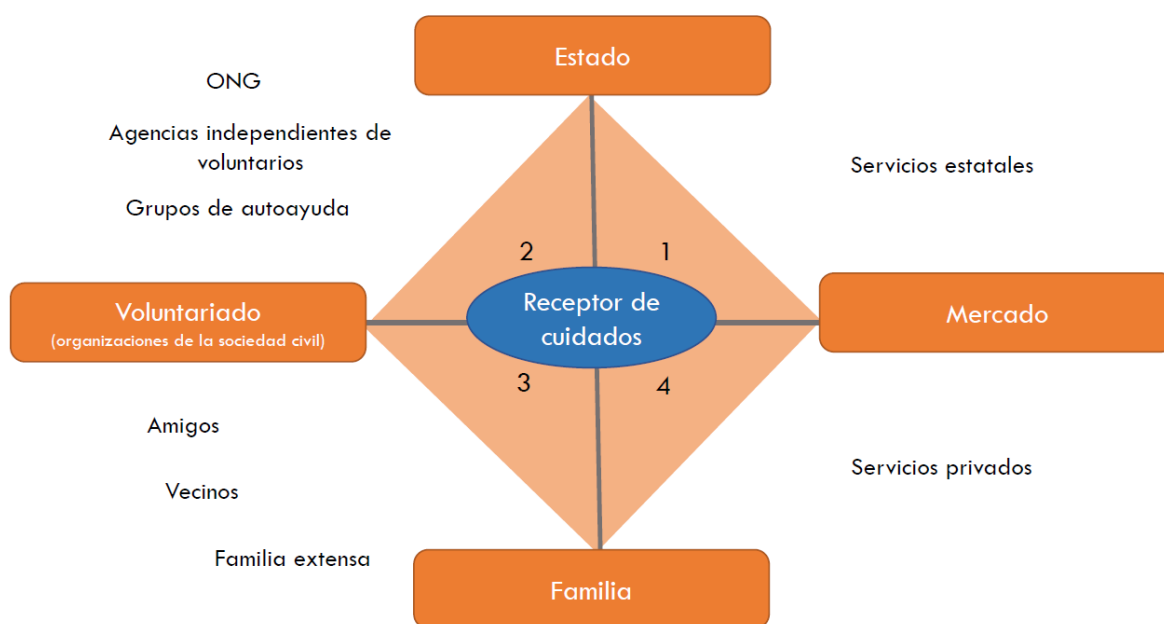 Estado
ONG
Agencias independientes de
voluntarios
Servicios estatales
Grupos de autoayuda
2
1
Voluntariado
(organizaciones de la sociedad civil)
Receptor de
cuidados
Mercado
3
4
Amigos
Servicios privados
Vecinos
Familia extensa
Familia